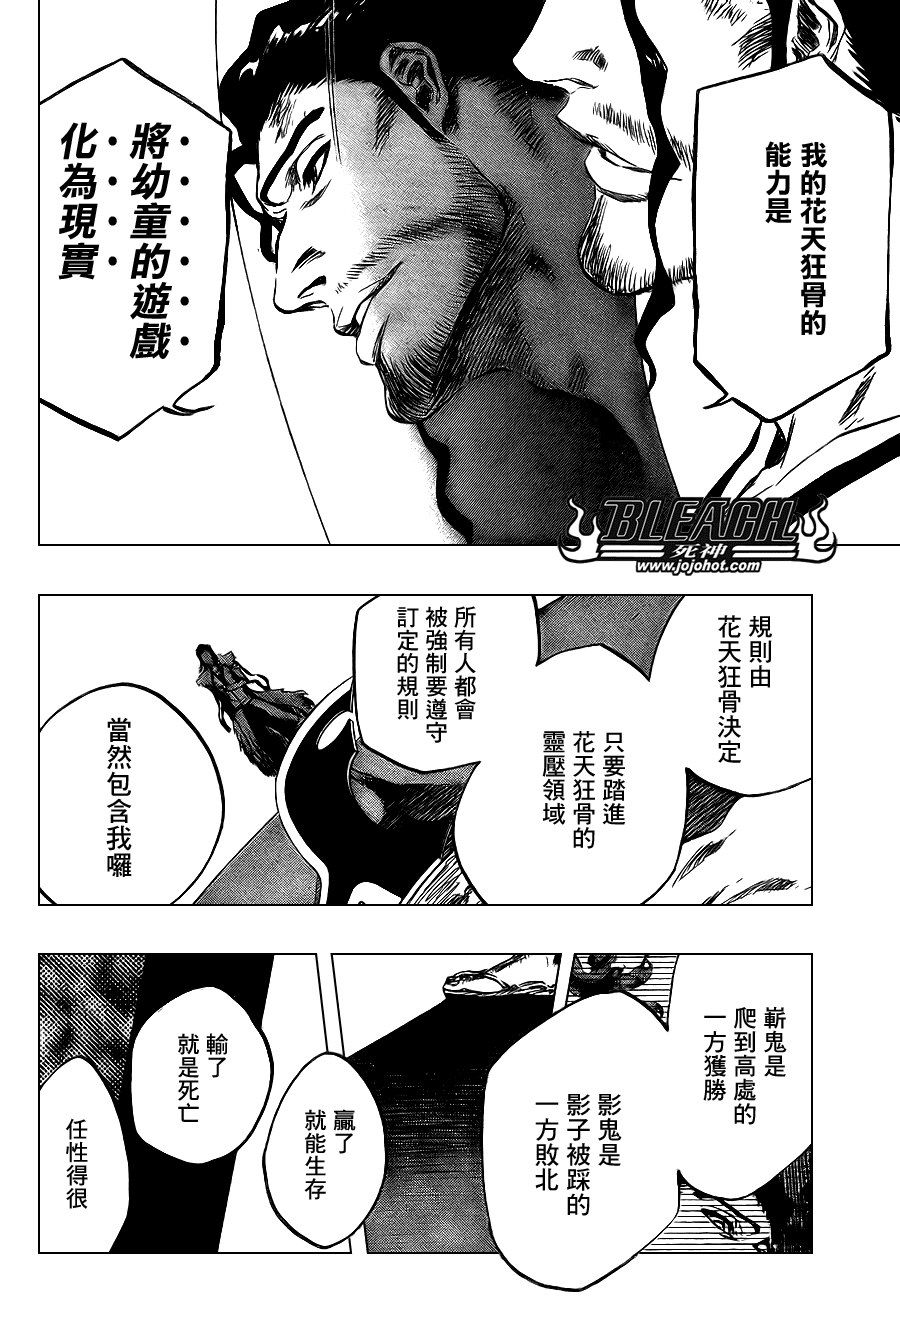 我的花天狂骨的
能力是
將幼童的遊戲
化為現實
BLEACH
死神
www.jojohot.com
規則由
花天狂骨決定
只要踏進
花天狂骨的
靈壓領域
所有人都會
被強制要遵守
訂定的規則
當然包含我囉
嶄鬼是
爬到高處的
一方獲勝
影鬼是
影子被踩的
一方敗北
贏了
就能生存
輸了
就是死亡
任性得很